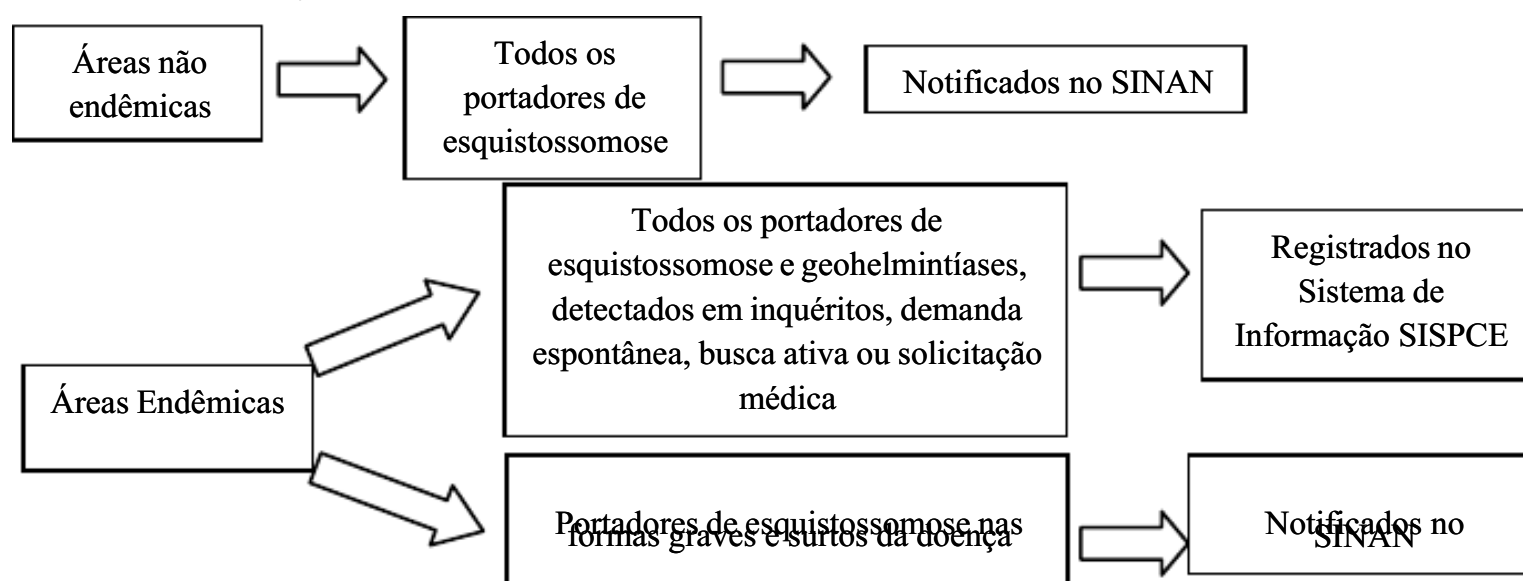 Áreas não
endêmicas
Todos os
portadores de
esquistossomose
Notificados no SINAN
Áreas Endêmicas
Todos os portadores de
esquistossomose e geohelmintíases,
detectados em inquéritos, demanda
espontânea, busca ativa ou solicitação
médica
Registrados no
Sistema de
Informação SISPCE
Portadores de esquistossomose nas
formas graves e surtos da doença
Notificados no
SINAN